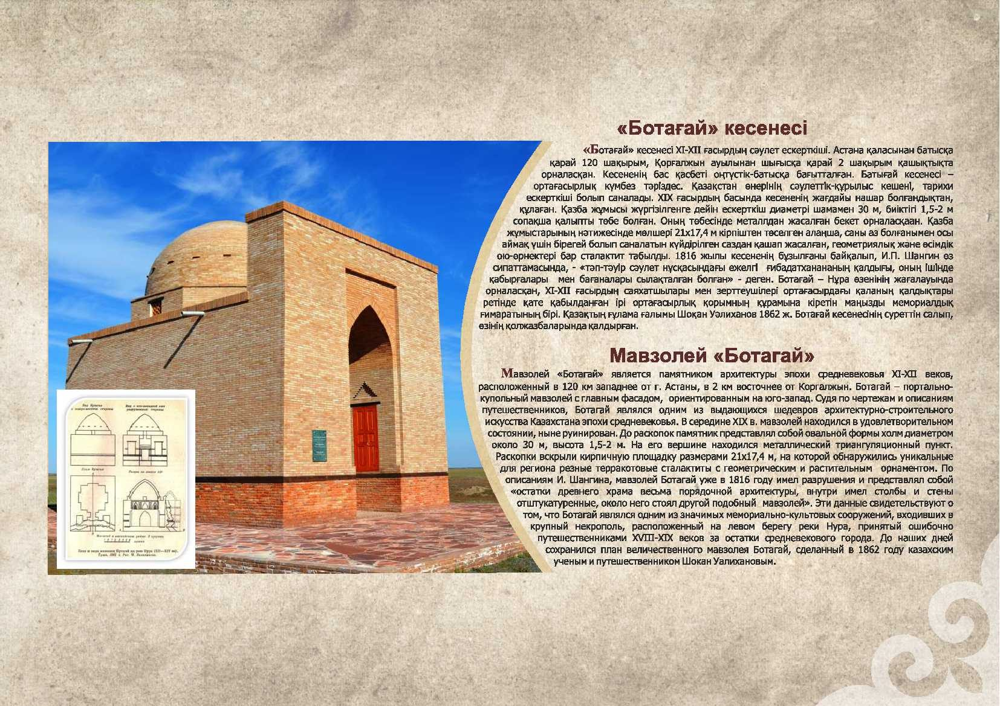 «Ботағай» кесенесі
«Ботағай» кесенесі XI-XII ғасырдың сәулет ескерткіші. Астана қаласынан батысқа
қарай 120 шақырым, Қорғалжын ауылынан шығысқа қарай 2 шақырым қашықтықта
орналасқан. Кесененің бас қасбеті оңтүстік-батысқа бағытталған. Батығай кесенесі –
ортағасырлық күмбез тәріздес. Қазақстан өнерінің сәулеттік-құрылыс кешені, тарихи
ескерткіші болып саналады. XIX ғасырдың басында кесененің жағдайы нашар болғандықтан,
құлаған. Қазба жұмысы жүргізілгенге дейін ескерткіш диаметрі шамамен 30 м, биіктігі 1,5-2 м
сопақша қалыпты төбе болған. Оның төбесінде металлдан жасалған бекет орналасқаан. Қазба
жұмыстарының нәтижесінде мөлшері 21х17,4 м кірпіштен төселген алаңша, саны аз болғанымен осы
аймақ үшін бірегей болып саналатын күйдірілген саздан қашап жасалған, геометриялық және өсімдік
ою-өрнектері бар сталактит табылды. 1816 жылы кесененің бұзылғаны байқалып, И.П. Шангин өз
сипаттамасында, - «тәп-тәуір сәулет нұсқасындағы ежелгі ғибадатханананың қалдығы, оның ішінде
қабырғалары мен бағаналары сылақталған болған» - деген. Ботағай – Нұра өзенінің жағалауында
орналасқан, XI-XII ғасырдың саяхатшылары мен зерттеушілері ортағасырдағы қаланың қалдықтары
ретінде қате қабылданған ірі ортағасырлық қорымның құрамына кіретін маңызды мемориалдық
ғимаратының бірі. Қазақтың ғұлама ғалымы Шоқан Уәлиханов 1862 ж. Ботағай кесенесінің суреттін салып,
өзінің қолжазбаларында қалдырған.
Мавзолей «Ботагай»
Мавзолей «Ботагай» является памятником архитектуры эпохи средневековья XI-XII веков,
расположенный в 120 км западнее от г. Астаны, в 2 км восточнее от Коргалжын. Ботагай – портально-
купольный мавзолей с главным фасадом, ориентированным на юго-запад. Судя по чертежам и описаниям
путешественников, Ботагай являлся одним из выдающихся шедевров архитектурно-строительного
искусства Казахстана эпохи средневековья. В середине XIX в. мавзолей находился в удовлетворительном
состоянии, ныне руинирован. До раскопок памятник представлял собой овальной формы холм диаметром
около 30 м, высота 1,5-2 м. На его вершине находился металлический триангуляционный пункт.
Раскопки вскрыли кирпичную площадку размерами 21х17,4 м, на которой обнаружились уникальные
для региона резные терракотовые сталактиты с геометрическим и растительным орнаментом. По
описаниям И. Шангина, мавзолей Ботагай уже в 1816 году имел разрушения и представлял собой
«остатки древнего храма весьма порядочной архитектуры, внутри имел столбы и стены
отштукатуренные, около него стоял другой подобный мавзолей». Эти данные свидетельствуют о
том, что Ботагай являлся одним из значимых мемориально-культовых сооружений, входивших в
крупный некрополь, расположенный на левом берегу реки Нура, принятый ошибочно
путешественниками XVIII-XIX веков за остатки средневекового города. До наших дней
сохранился план величественного мавзолея Ботагай, сделанный в 1862 году казахским
ученым и путешественником Шокан Уалихановым.
План Бутагая
Разрез по линии АВ